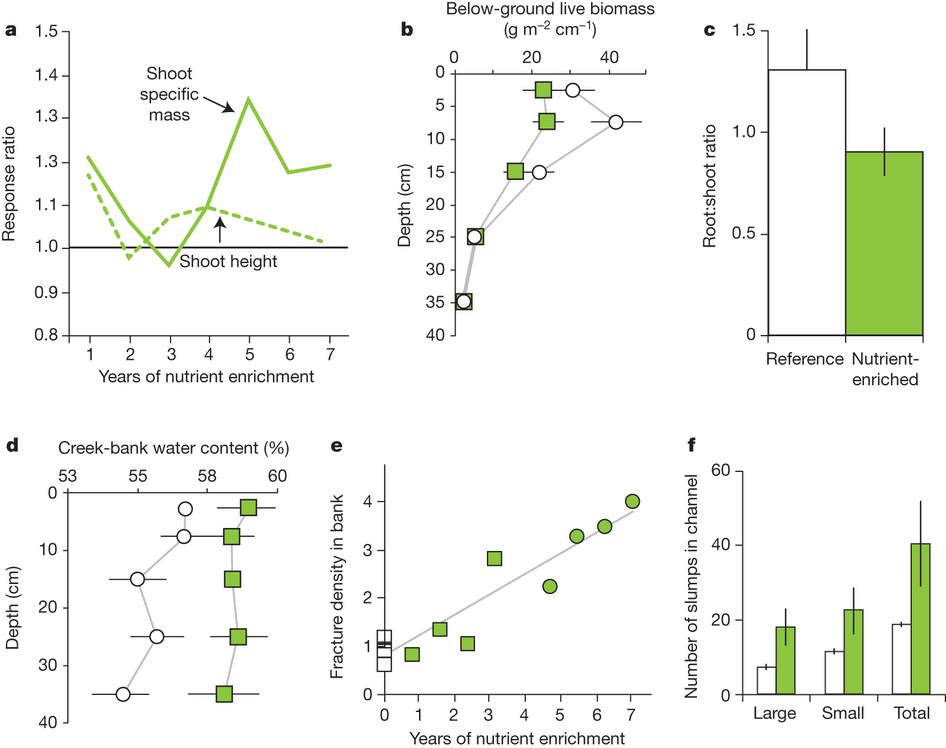 a
1.5
1.4
1.3
1.3
1.1
1.0
0.9
0.8
Response ratio
Shoot
specific
mass
Shoot height
1 2 3 4 5 6 7
Years of nutrient enrichment
b
Below-ground live biomass
(g m–2 cm–1)
0 20 40
0
5
10
15
20
25
30
35
40
Depth (cm)
c
1.5
1.0
0.5
0
Root:shoot ratio
Reference
Nutrient-
enriched
d
Creek-bank water content (%)
53 55 58 60
0
10
20
30
40
Depth (cm)
e
4
3
2
1
0
Fracture density in bank
0 1 2 3 4 5 6 7
Years of nutrient enrichment
f
60
40
20
0
Number of slumps in channel
Large Small Total